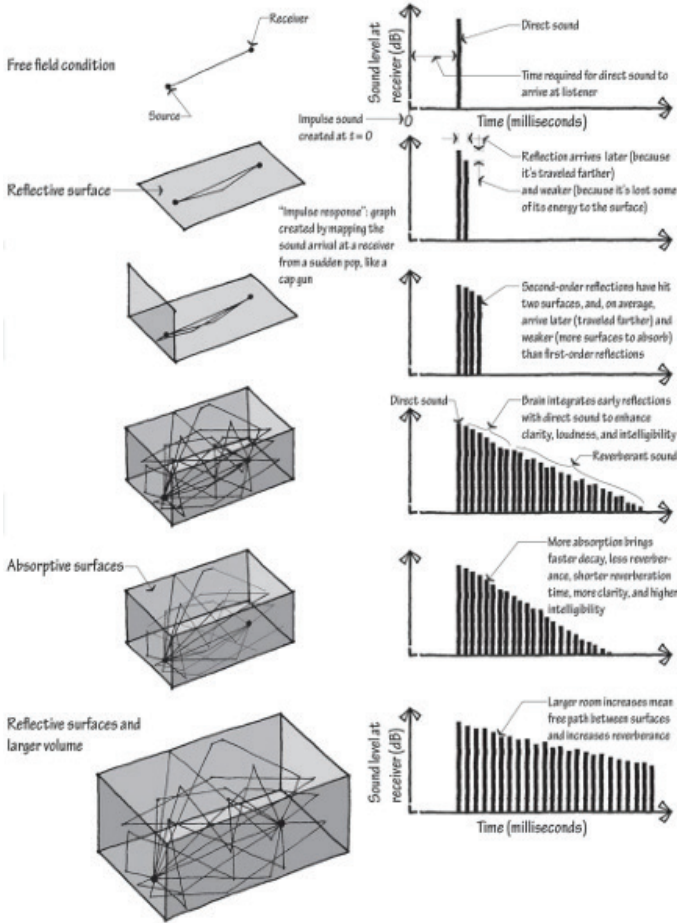 Receiver
Free field condition
Source
Sound level at
receiver (dB)
Direct sound
Time required for direct sound to
arrive at listener
Impulse sound
created at t = 0
0
Time (milliseconds)
Reflective surface
"Impulse response": graph
created by mapping the
sound arrival at a receiver
from a sudden pop, like a
cap gun
Reflection arrives later (because
it's traveled farther)
and weaker (because it's lost some
of its energy to the surface)
Second-order reflections have hit
two surfaces, and, on average,
arrive later (traveled farther) and
weaker (more surfaces to absorb)
than first-order reflections
Direct sound
Brain integrates early reflections
with direct sound to enhance
clarity, loudness, and intelligibility
Reverberant sound
Absorptive surfaces
More absorption brings
faster decay, less reverber-
ance, shorter reverberation
time, more clarity, and higher
intelligibility
Reflective surfaces and
larger volume
Sound level at
receiver (dB)
Larger room increases mean
free path between surfaces
and increases reverberance
Time (milliseconds)